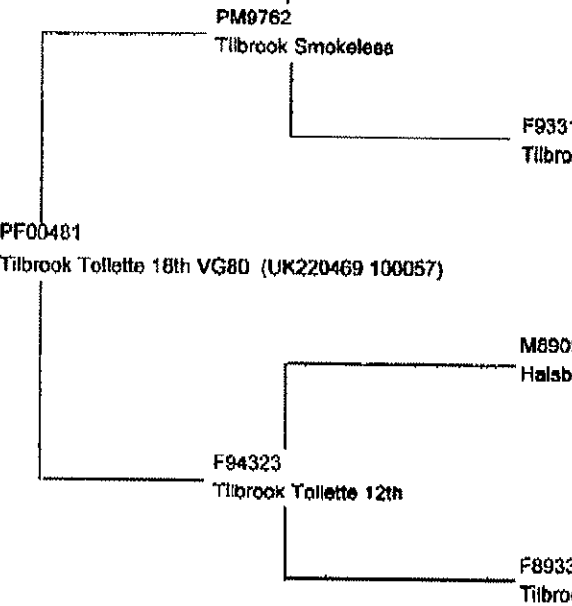 PM9762
Tilbrook Smokeless
F9331
Tilbro
PF00481
Tilbrook Tollette 18th VG80 (UK220469 100057)
M890
Halsb
F94323
Tilbrook Tollette 12th
F8933
Tilbroo